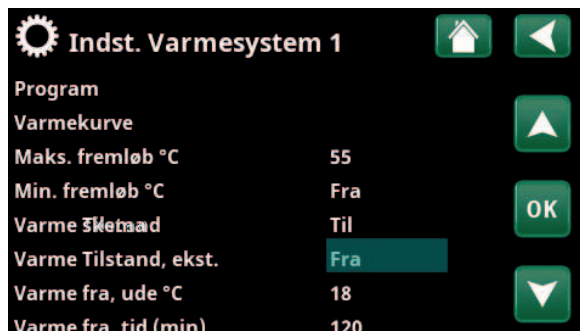 Indst. Varmesystem 1
Program
Varmekurve
Maks. fremløb °C 55
Min. fremløb °C Fra
Varme Til
Varme Tilstand, ekst. Fra
OK
Varme fra, ude °C 18
Varme fra, tid (min) 120